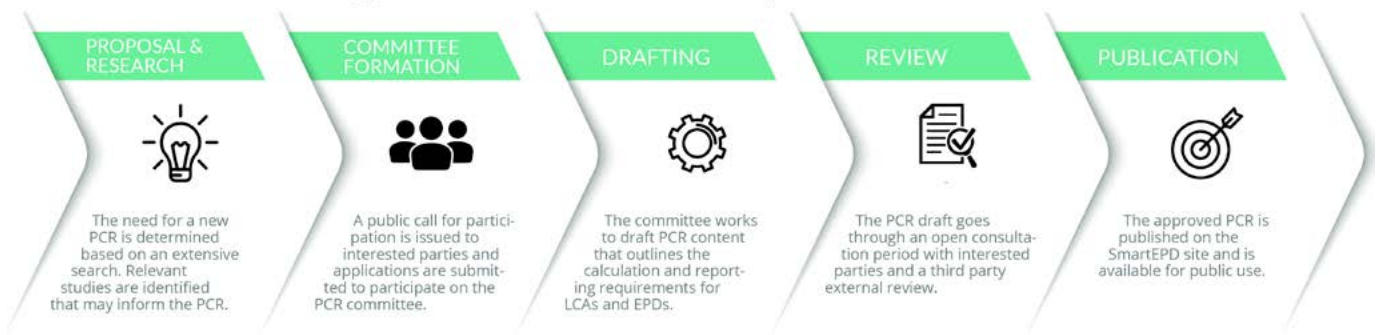 PROPOSAL &
RESEARCH
The need for a new
PCR is determined
based on an extensive
search. Relevant
studies are identified
that may inform the PCR.
COMMITTEE
FORMATION
A public call for partici-
pation is issued to
interested parties and
applications are submit-
ted to participate on the
PCR committee.
DRAFTING
The committee works
to draft PCR content
that outlines the
calculation and report-
ing requirements for
LCAs and EPDs.
REVIEW
The PCR draft goes
through an open consulta-
tion period with interested
parties and a third party
external review.
PUBLICATION
The approved PCR is
published on the
SmartEPD site and is
available for public use.